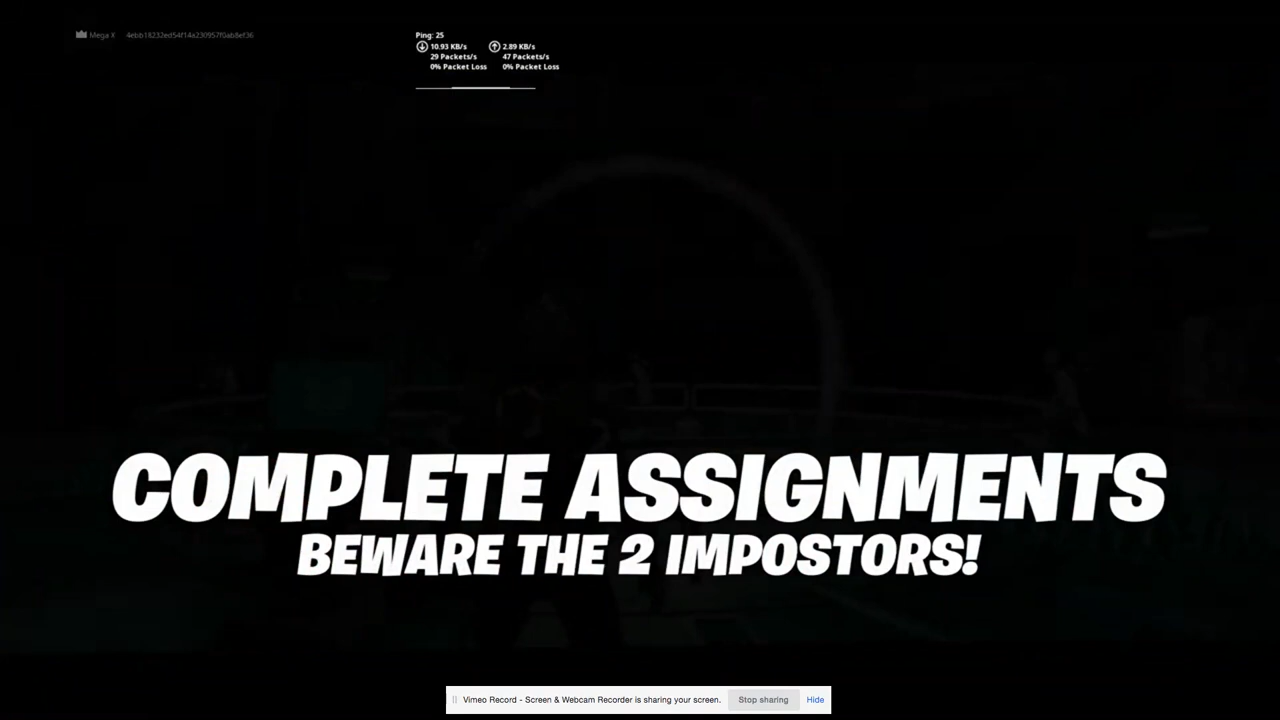 Mega X 4ebb18232ed54f14a230957f0ab8ef36
Ping: 25
10.93 KB/s 2.89 KB/s
29 Packets/s 47 Packets/s
0% Packet Loss 0% Packet Loss
COMPLETE ASSIGNMENTS
BEWARE THE 2 IMPOSTORS!
Vimeo Record - Screen & Webcam Recorder is sharing your screen. Stop sharing Hide